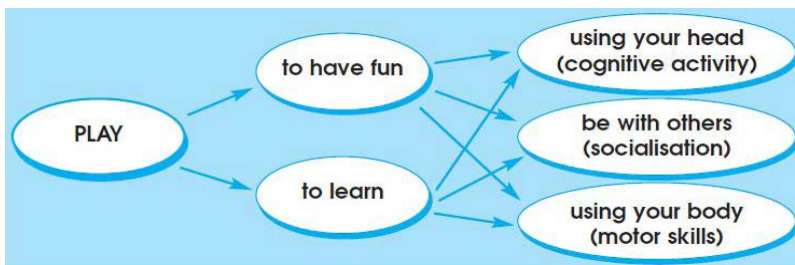 PLAY
to have fun
to learn
using your head
(cognitive activity)
be with others
(socialisation)
using your body
(motor skills)